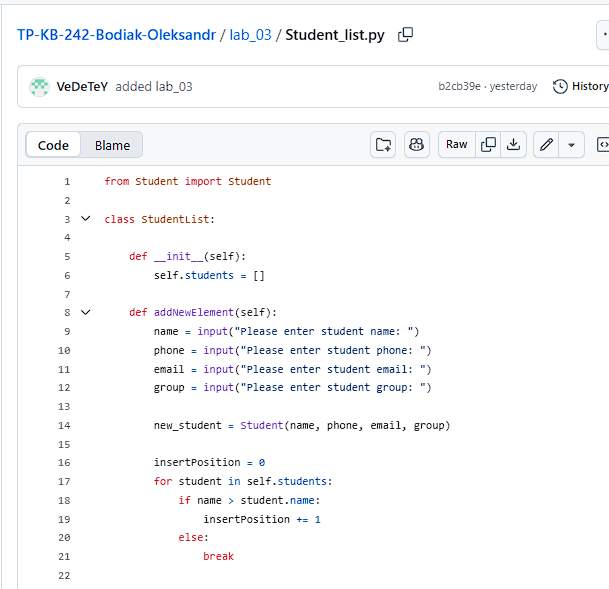 TP-KB-242-Bodiak-Oleksandr / lab_03 / Student_list.py
VeDeTeY added lab_03 b2cb39e · yesterday History
Code Blame Raw
1 from Student import Student
2
3 class StudentList:
4
5     def __init__(self):
6         self.students = []
7
8     def addNewElement(self):
9         name = input("Please enter student name: ")
10         phone = input("Please enter student phone: ")
11         email = input("Please enter student email: ")
12         group = input("Please enter student group: ")
13
14         new_student = Student(name, phone, email, group)
15
16         insertPosition = 0
17         for student in self.students:
18             if name > student.name:
19                 insertPosition += 1
20             else:
21                 break
22